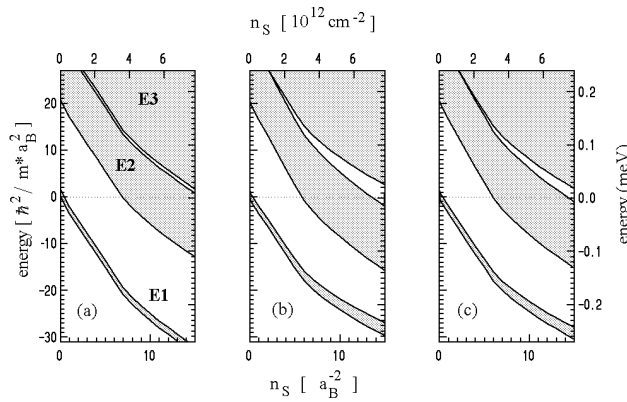 n_S [ 10^12 cm^-2 ]
0 2 4 6 0 2 4 6 0 2 4 6
energy [ ħ^2 / m* a_B^2 ]
20
10
0
-10
-20
-30
E3
E2
E1
(a)
(b)
(c)
0.2
0.1
0.0
-0.1
-0.2
energy (meV)
0 10 0 10 0 10
n_S [ a_B^-2 ]